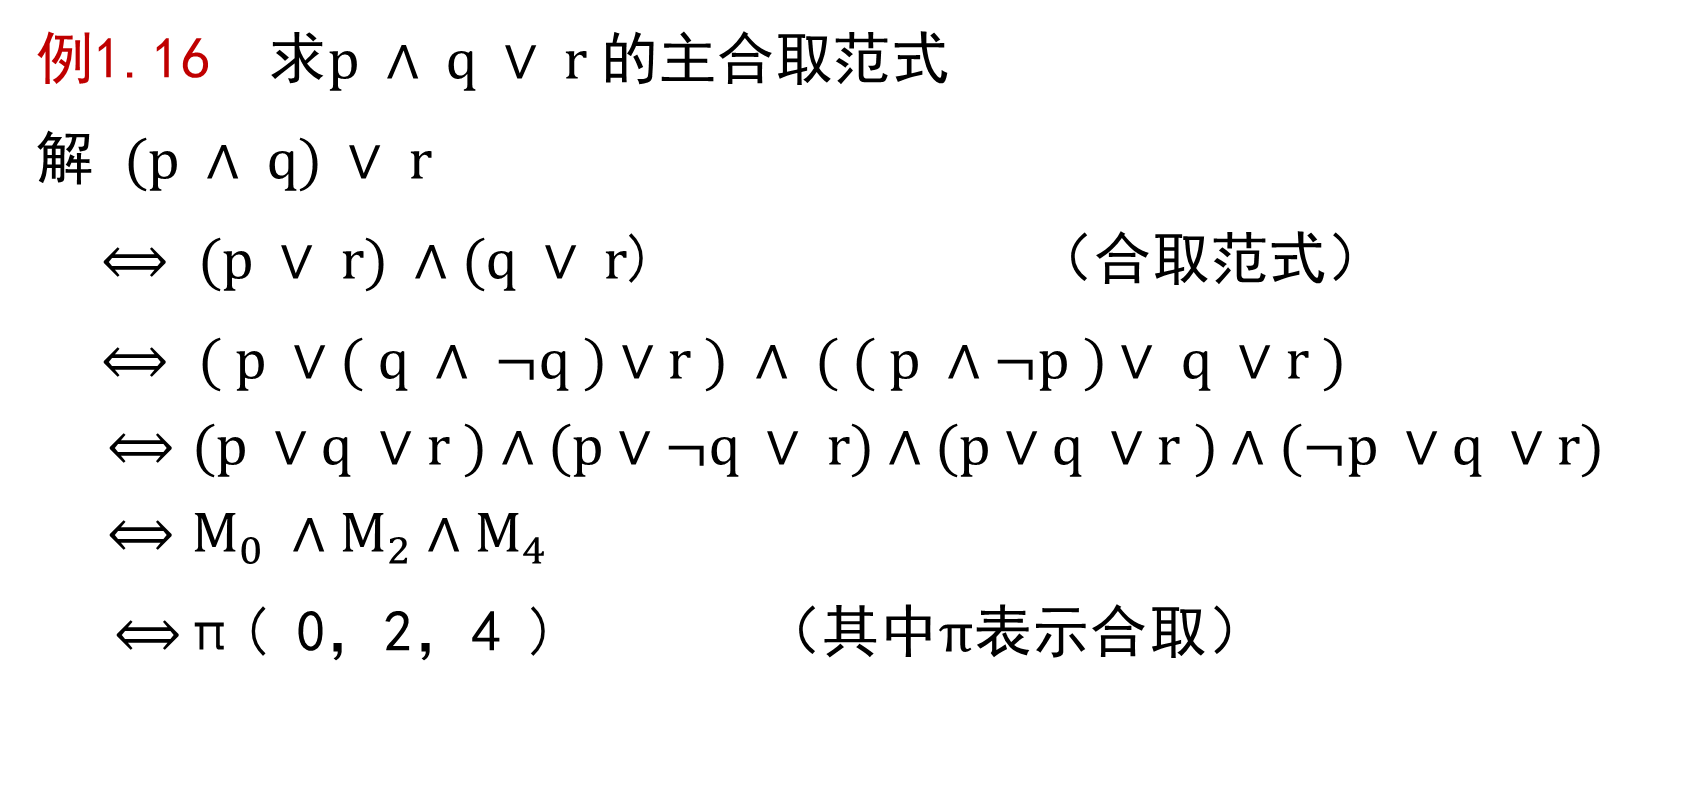 例1.16 求p ∧ q ∨ r 的主合取范式
解 (p ∧ q) ∨ r
⇔ (p ∨ r) ∧ (q ∨ r) （合取范式）
⇔ ( p ∨ ( q ∧ ¬q ) ∨ r ) ∧ ( ( p ∧ ¬p ) ∨ q ∨ r )
⇔ (p ∨ q ∨ r ) ∧ (p ∨ ¬q ∨ r) ∧ (p ∨ q ∨ r ) ∧ (¬p ∨ q ∨ r)
⇔ M₀ ∧ M₂ ∧ M₄
⇔ π ( 0, 2, 4 ) （其中π表示合取）